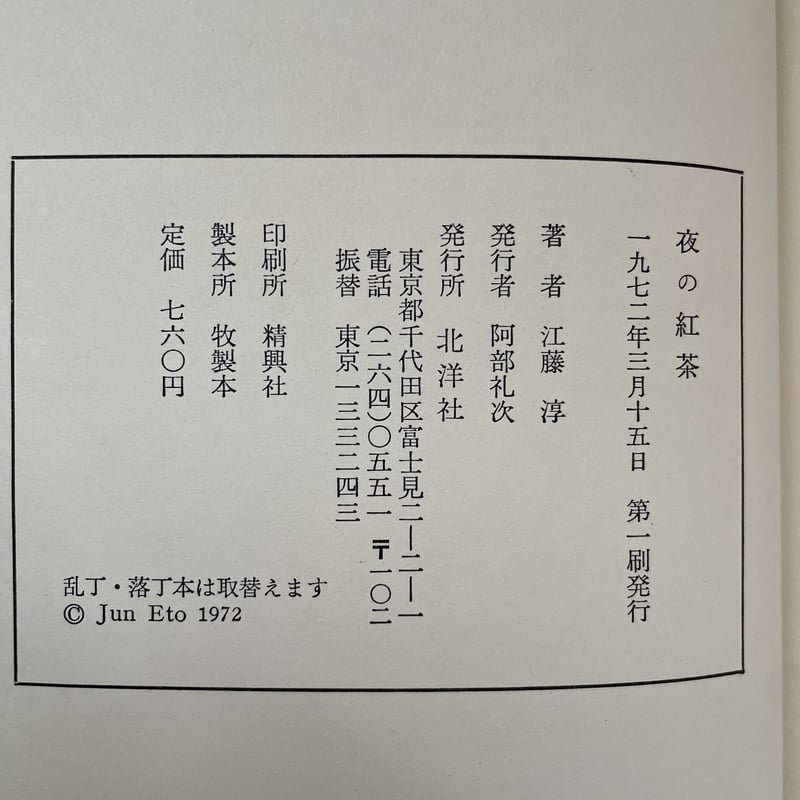 夜の紅茶
一九七二年三月十五日　第一刷発行
著　者　江藤　淳
発行者　阿部礼次
発行所　北洋社
東京都千代田区富士見二―二―一
電話　(二六四)〇五五一　〒一〇二
振替　東京一三三二四三
印刷所　精興社
製本所　牧製本
定価　七六〇円
乱丁・落丁本は取替えます
© Jun Eto 1972